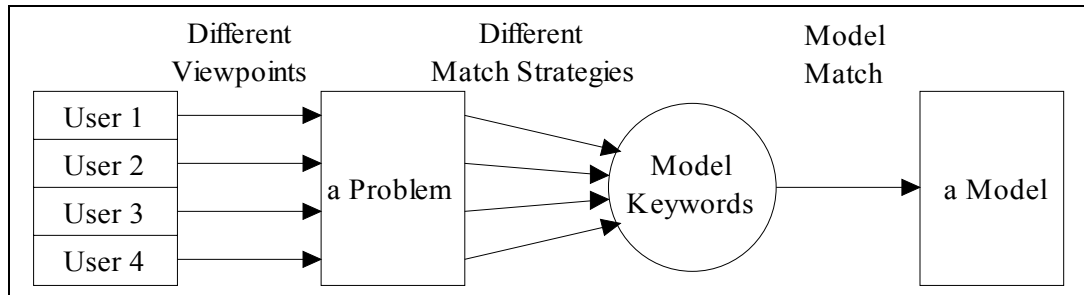 Different
Viewpoints
Different
Match Strategies
Model
Match
User 1
User 2
User 3
User 4
a Problem
Model
Keywords
a Model